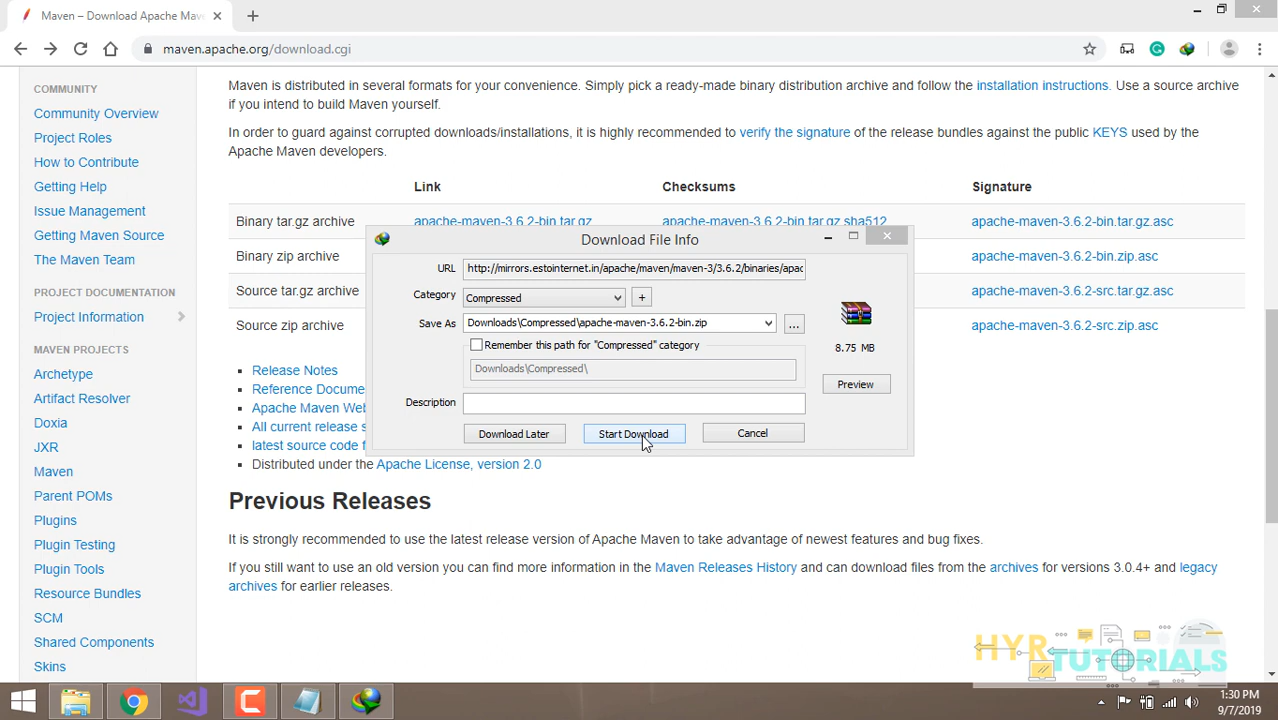 Maven – Download Apache Mav
maven.apache.org/download.cgi
COMMUNITY
Community Overview
Project Roles
How to Contribute
Getting Help
Issue Management
Getting Maven Source
The Maven Team
PROJECT DOCUMENTATION
Project Information
MAVEN PROJECTS
Archetype
Artifact Resolver
Doxia
JXR
Maven
Parent POMs
Plugins
Plugin Testing
Plugin Tools
Resource Bundles
SCM
Shared Components
Skins
Maven is distributed in several formats for your convenience. Simply pick a ready-made binary distribution archive and follow the installation instructions. Use a source archive
if you intend to build Maven yourself.
In order to guard against corrupted downloads/installations, it is highly recommended to verify the signature of the release bundles against the public KEYS used by the
Apache Maven developers.
Link Checksums Signature
Binary tar.gz archive apache-maven-3.6.2-bin.tar.gz apache-maven-3.6.2-bin.tar.gz.sha512 apache-maven-3.6.2-bin.tar.gz.asc
Binary zip archive apache-maven-3.6.2-bin.zip.asc
Source tar.gz archive apache-maven-3.6.2-src.tar.gz.asc
Source zip archive apache-maven-3.6.2-src.zip.asc
Release Notes
Reference Docume
Apache Maven Web
All current release s
latest source code f
Distributed under the Apache License, version 2.0
Download File Info
URL http://mirrors.estointernet.in/apache/maven/maven-3/3.6.2/binaries/apac
Category Compressed +
Save As Downloads\Compressed\apache-maven-3.6.2-bin.zip ...
Remember this path for "Compressed" category
Downloads\Compressed\
Description
8.75 MB
Preview
Download Later Start Download Cancel
Previous Releases
It is strongly recommended to use the latest release version of Apache Maven to take advantage of newest features and bug fixes.
If you still want to use an old version you can find more information in the Maven Releases History and can download files from the archives for versions 3.0.4+ and legacy
archives for earlier releases.
HYR TUTORIALS
1:30 PM
9/7/2019